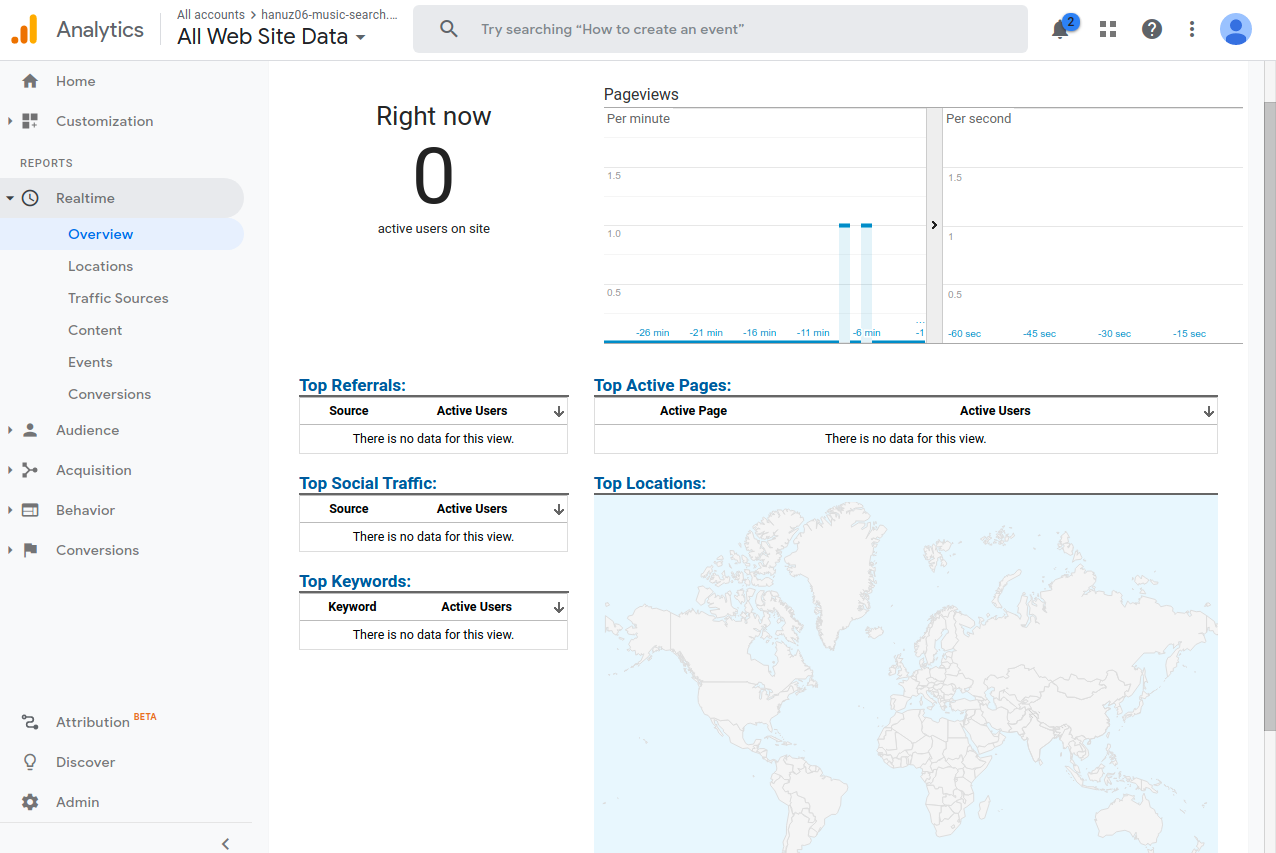 Analytics
All accounts > hanuz06-music-search....
All Web Site Data
Try searching “How to create an event”
2
Home
Customization
REPORTS
Realtime
Overview
Locations
Traffic Sources
Content
Events
Conversions
Audience
Acquisition
Behavior
Conversions
Attribution BETA
Discover
Admin
Right now
0
active users on site
Pageviews
Per minute
1.5
1.0
0.5
-26 min -21 min -16 min -11 min -6 min ... -1
Per second
1.5
1
0.5
-60 sec -45 sec -30 sec -15 sec
Top Referrals:
Source Active Users
There is no data for this view.
Top Active Pages:
Active Page Active Users
There is no data for this view.
Top Social Traffic:
Source Active Users
There is no data for this view.
Top Keywords:
Keyword Active Users
There is no data for this view.
Top Locations: